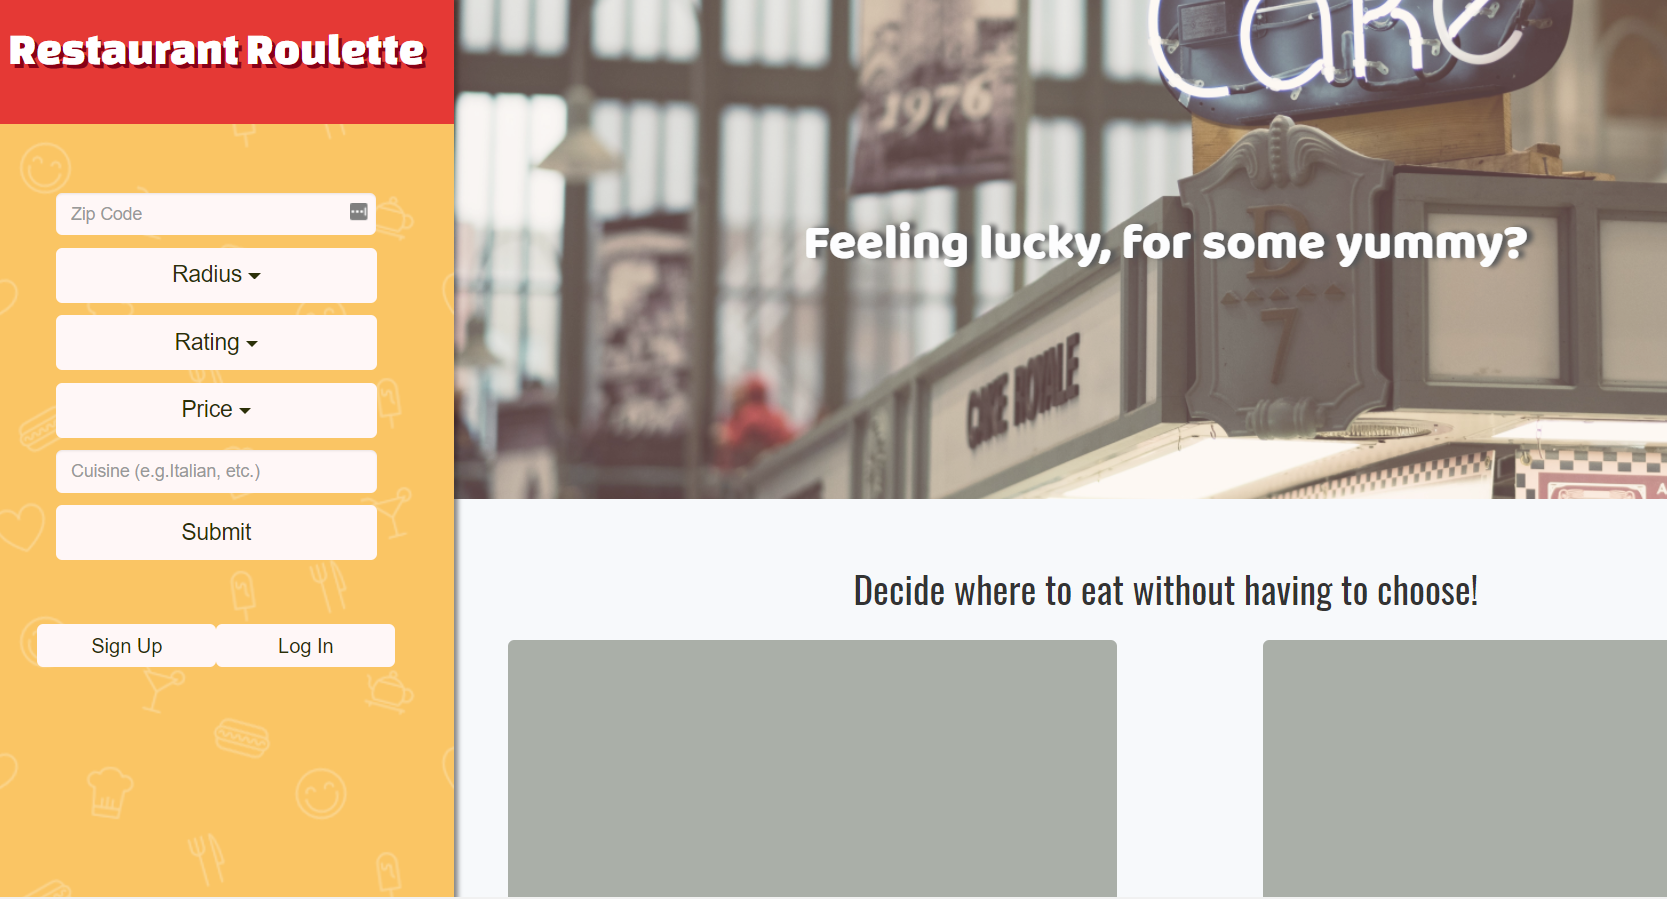 Restaurant Roulette
Zip Code
Radius
Rating
Price
Cuisine (e.g.Italian, etc.)
Submit
Sign Up
Log In
Cake
1976
Feeling lucky, for some yummy?
D
7
CAKE ROYALE
Decide where to eat without having to choose!